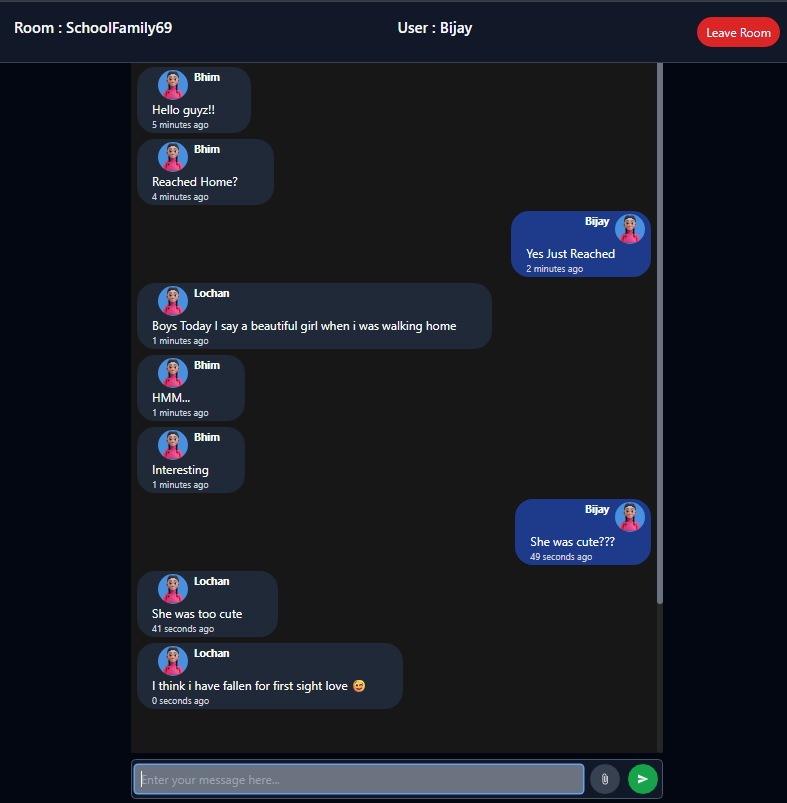 Room : SchoolFamily69
User : Bijay
Leave Room
Bhim
Hello guyz!!
5 minutes ago
Bhim
Reached Home?
4 minutes ago
Bijay
Yes Just Reached
2 minutes ago
Lochan
Boys Today I say a beautiful girl when i was walking home
1 minutes ago
Bhim
HMM...
1 minutes ago
Bhim
Interesting
1 minutes ago
Bijay
She was cute???
49 seconds ago
Lochan
She was too cute
41 seconds ago
Lochan
I think i have fallen for first sight love 😉
0 seconds ago
Enter your message here...